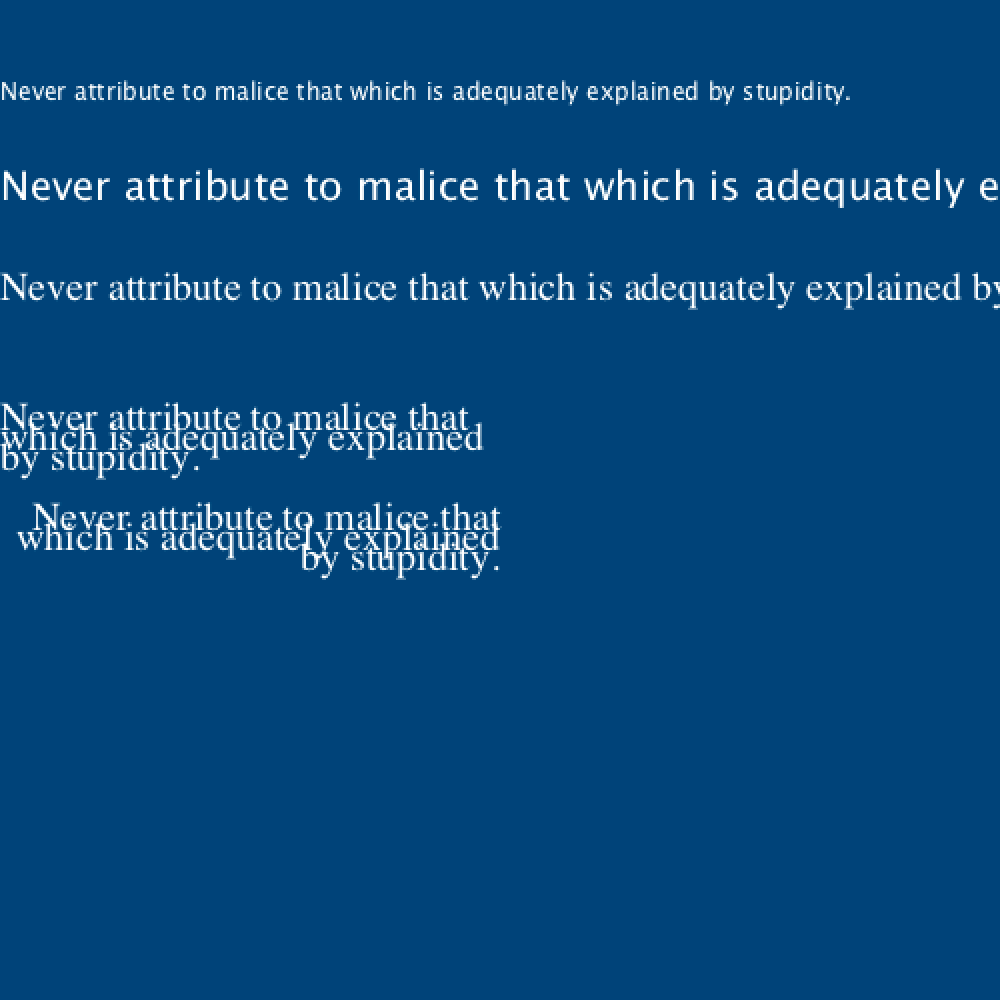 Never attribute to malice that which is adequately explained by stupidity.
Never attribute to malice that which is adequately e
Never attribute to malice that which is adequately explained by
Never attribute to malice that
which is adequately explained
by stupidity.
Never attribute to malice that
which is adequately explained
by stupidity.